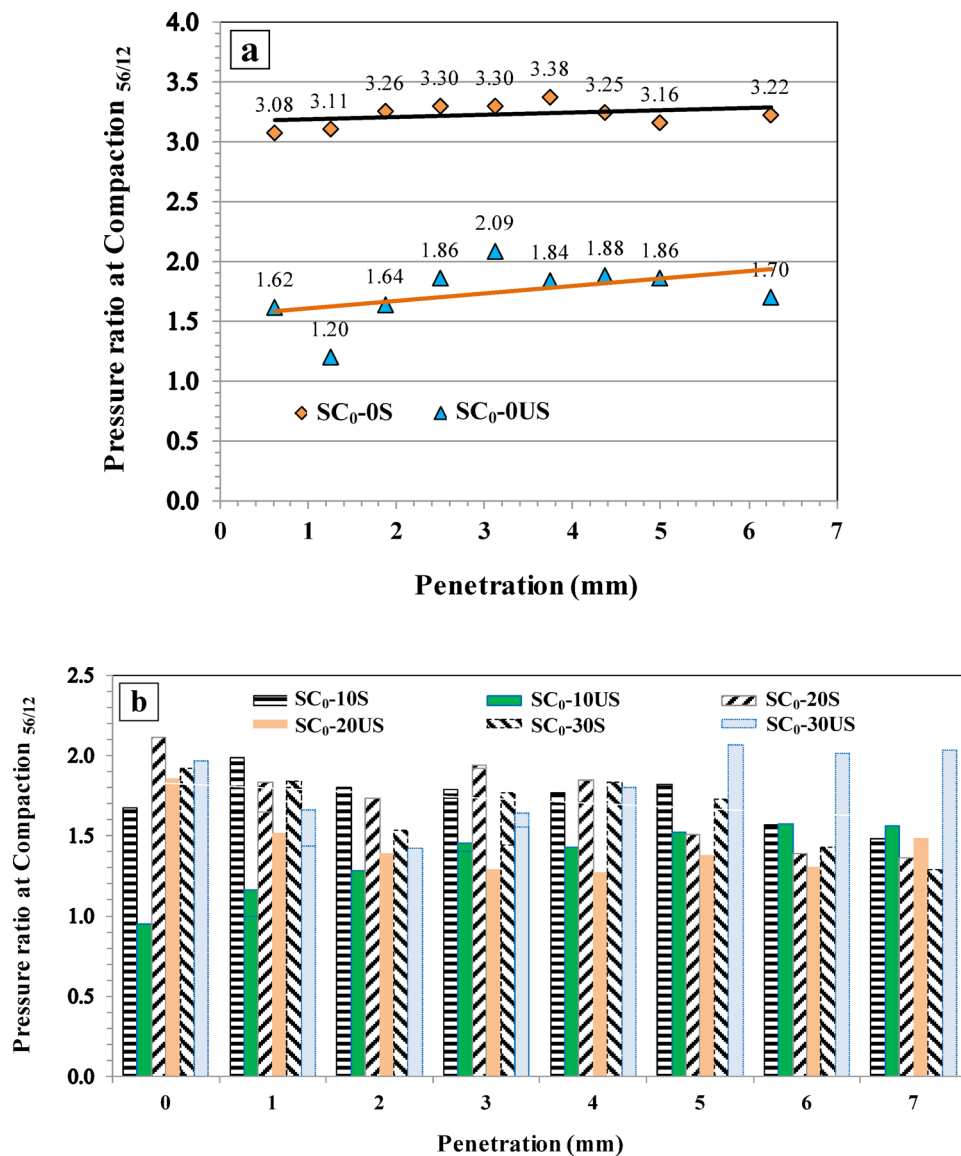 a
4.0
3.5
3.0
2.5
2.0
1.5
1.0
0.5
0.0
Pressure ratio at Compaction 56/12
3.08 3.11 3.26 3.30 3.30 3.38 3.25 3.16 3.22
1.62 1.20 1.64 1.86 2.09 1.84 1.88 1.86 1.70
SC₀-0S SC₀-0US
0 1 2 3 4 5 6 7
Penetration (mm)
b
2.5
2.0
1.5
1.0
0.5
0.0
Pressure ratio at Compaction 56/12
SC₀-10S SC₀-10US SC₀-20S
SC₀-20US SC₀-30S SC₀-30US
0 1 2 3 4 5 6 7
Penetration (mm)